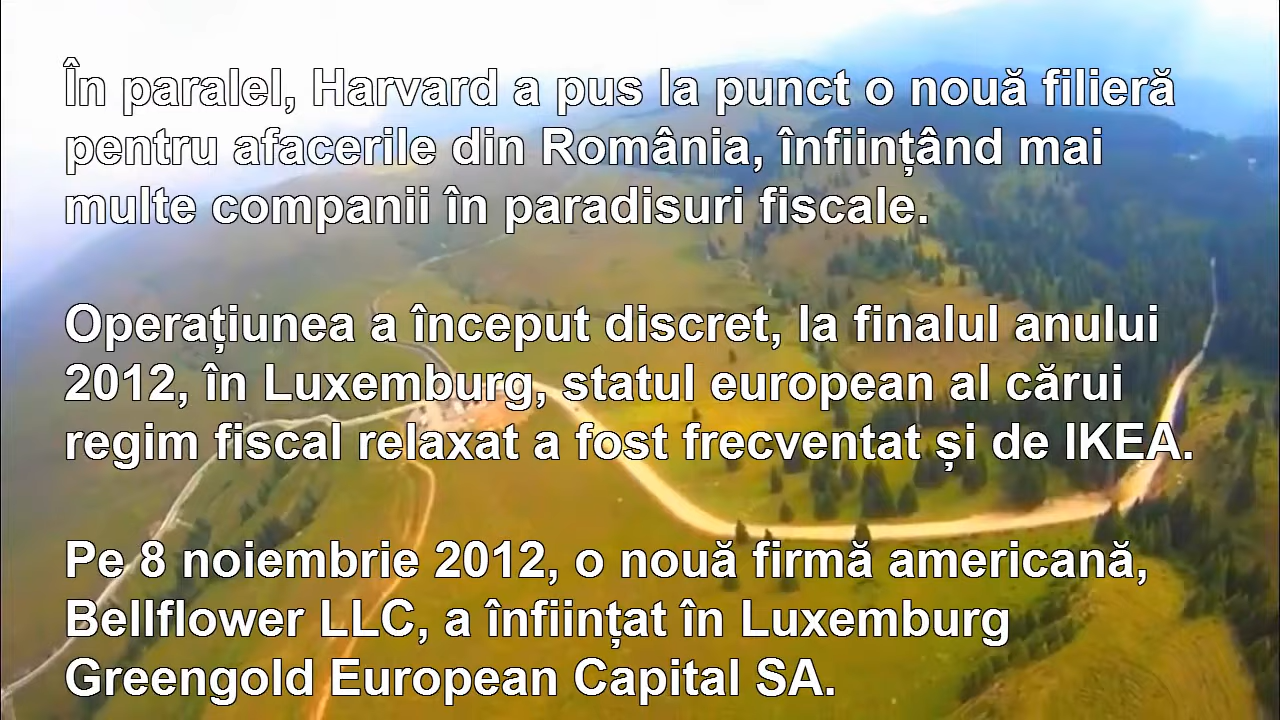 În paralel, Harvard a pus la punct o nouă filieră
pentru afacerile din România, înființând mai
multe companii în paradisuri fiscale.
Operațiunea a început discret, la finalul anului
2012, în Luxemburg, statul european al cărui
regim fiscal relaxat a fost frecventat și de IKEA.
Pe 8 noiembrie 2012, o nouă firmă americană,
Bellflower LLC, a înființat în Luxemburg
Greengold European Capital SA.